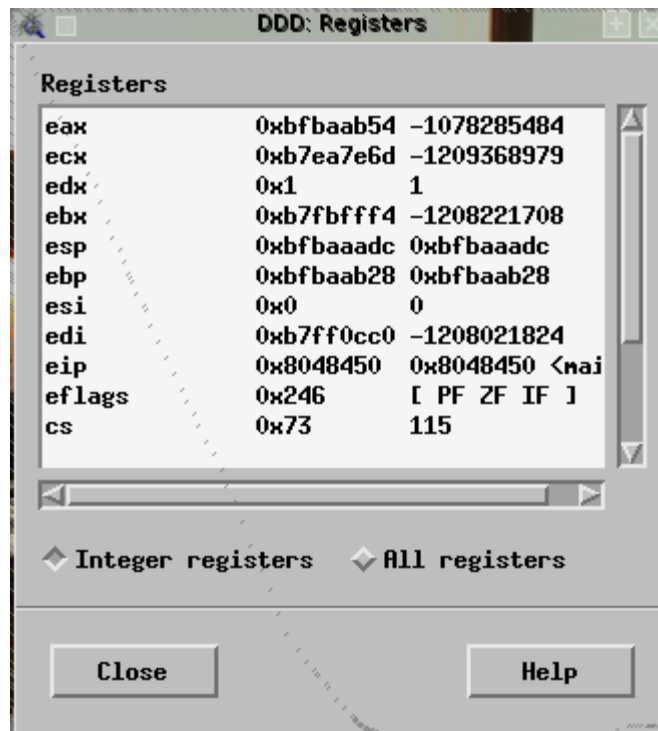 DDD: Registers
Registers
eax 0xbfbaab54 -1078285484
ecx 0xb7ea7e6d -1209368979
edx 0x1 1
ebx 0xb7fbfff4 -1208221708
esp 0xbfbaaadc 0xbfbaaadc
ebp 0xbfbaab28 0xbfbaab28
esi 0x0 0
edi 0xb7ff0cc0 -1208021824
eip 0x8048450 0x8048450 <mai
eflags 0x246 [ PF ZF IF ]
cs 0x73 115
Integer registers All registers
Close Help